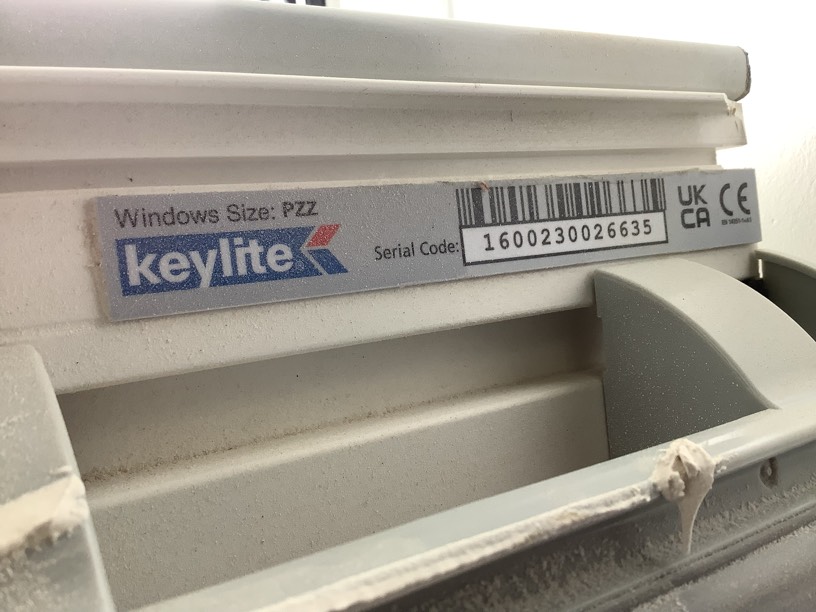 Windows Size: PZZ
keylite
Serial Code: 1600230026635
UK
CA
CE